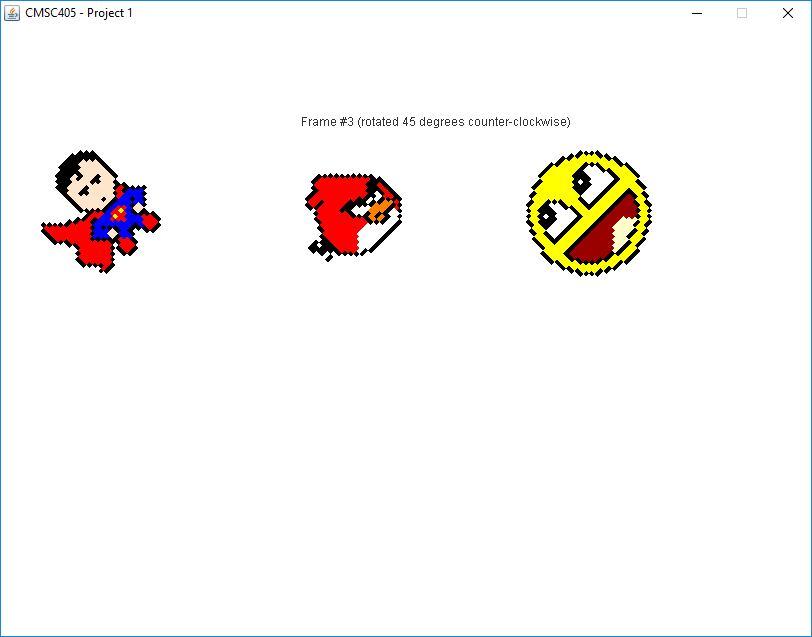 CMSC405 - Project 1
Frame #3 (rotated 45 degrees counter-clockwise)